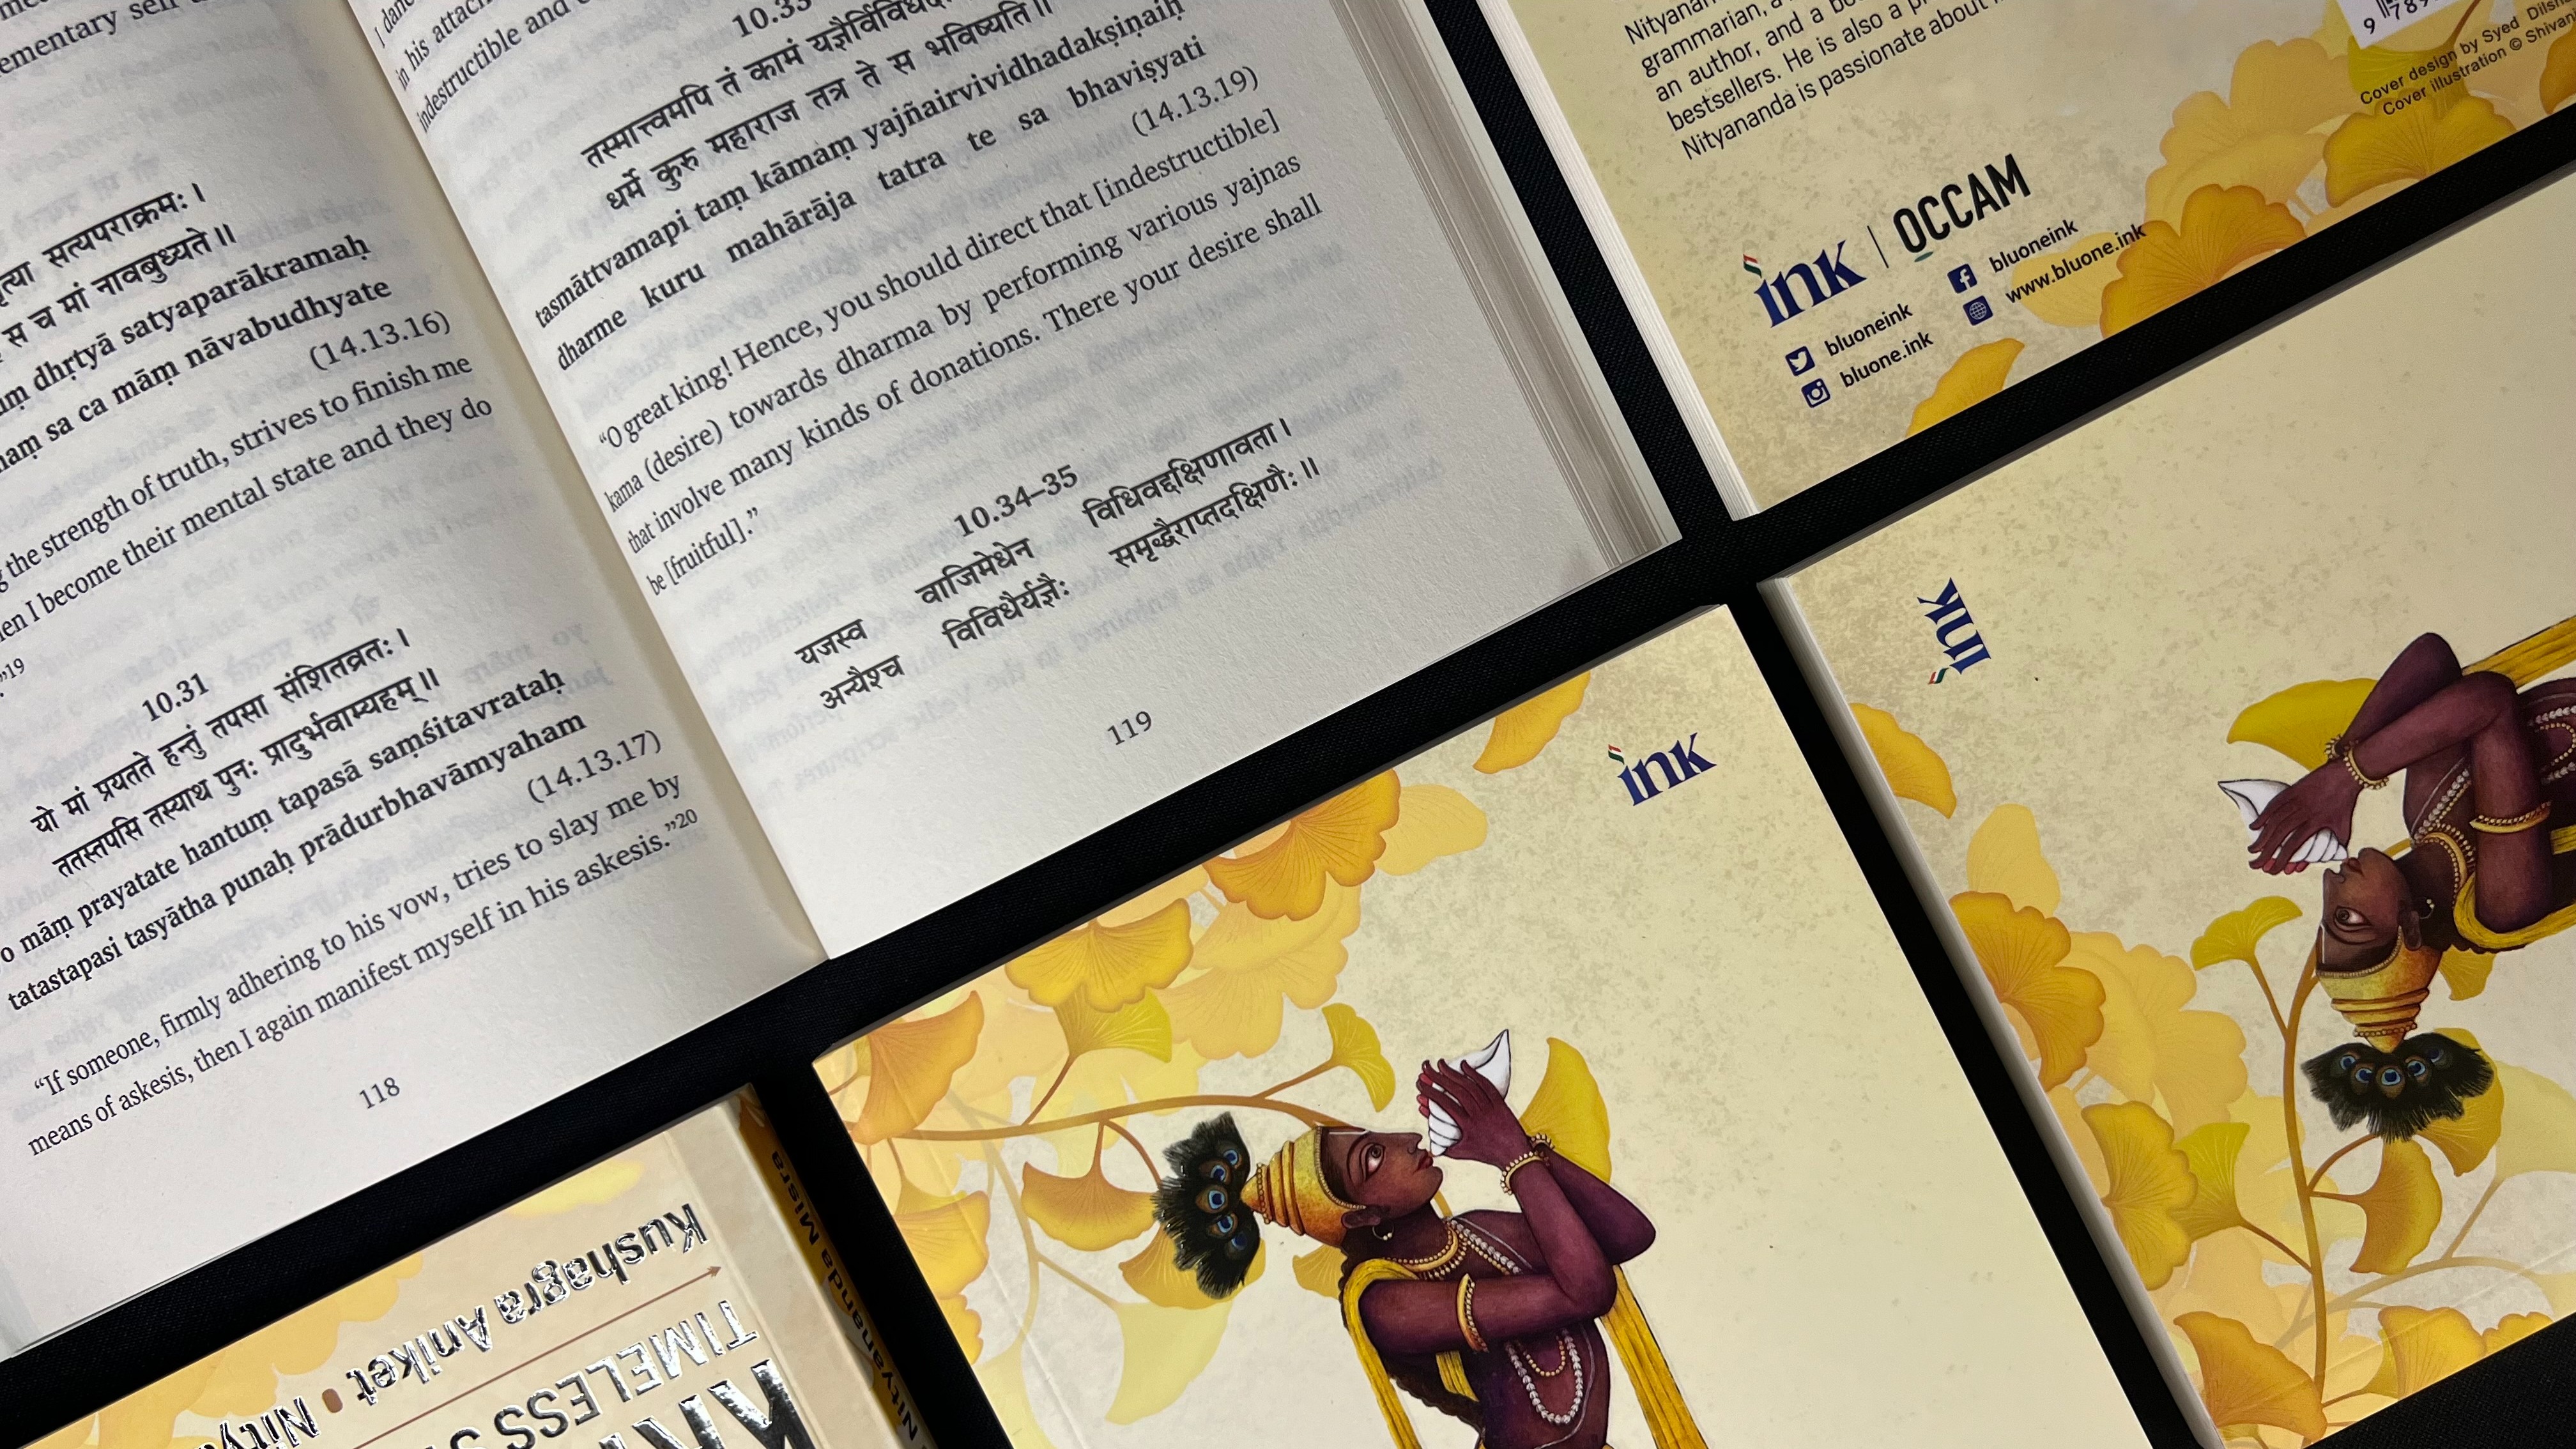 ementary self
सत्यपराक्रमः।
स च मां नावबुध्यते॥
dhṛtyā satyaparākramaḥ
sa ca māṃ nāvabudhyate
(14.13.16)
the strength of truth, strives to finish me
I become their mental state and they do
10.31
यो मां प्रयतते हन्तुं तपसा संशितव्रतः।
ततस्तपसि तस्याथ पुनः प्रादुर्भवाम्यहम्॥
yo māṃ prayatate hantuṃ tapasā saṃśitavrataḥ
tatastapasi tasyātha punaḥ prādurbhavāmyaham
(14.13.17)
“If someone, firmly adhering to his vow, tries to slay me by
means of askesis, then I again manifest myself in his askesis.”20
118
in his
indestructible and
10.33
तस्मात्त्वमपि तं कामं
धर्मे कुरु महाराज तत्र ते स भविष्यति॥
tasmāttvamapi taṃ kāmaṃ yajñairvividhadakṣiṇaiḥ
dharme kuru mahārāja tatra te sa bhaviṣyati
(14.13.19)
“O great king! Hence, you should direct that [indestructible]
kama (desire) towards dharma by performing various yajnas
that involve many kinds of donations. There your desire shall
be [fruitful].”
10.34–35
यजस्व वाजिमेधेन विधिवद्दक्षिणावता।
अन्यैश्च विविधैर्यज्ञैः समृद्धैराप्तदक्षिणैः॥
119
grammarian, a
an author, and a
bestsellers. He is also a
Nityananda is passionate about
ink | OCCAM
bluoneink
www.bluone.ink
bluoneink
bluone.ink
Cover design by Syed
Cover illustration ©
ink
ink
Kushagra Aniket •
TIMELESS
Nityananda Misra